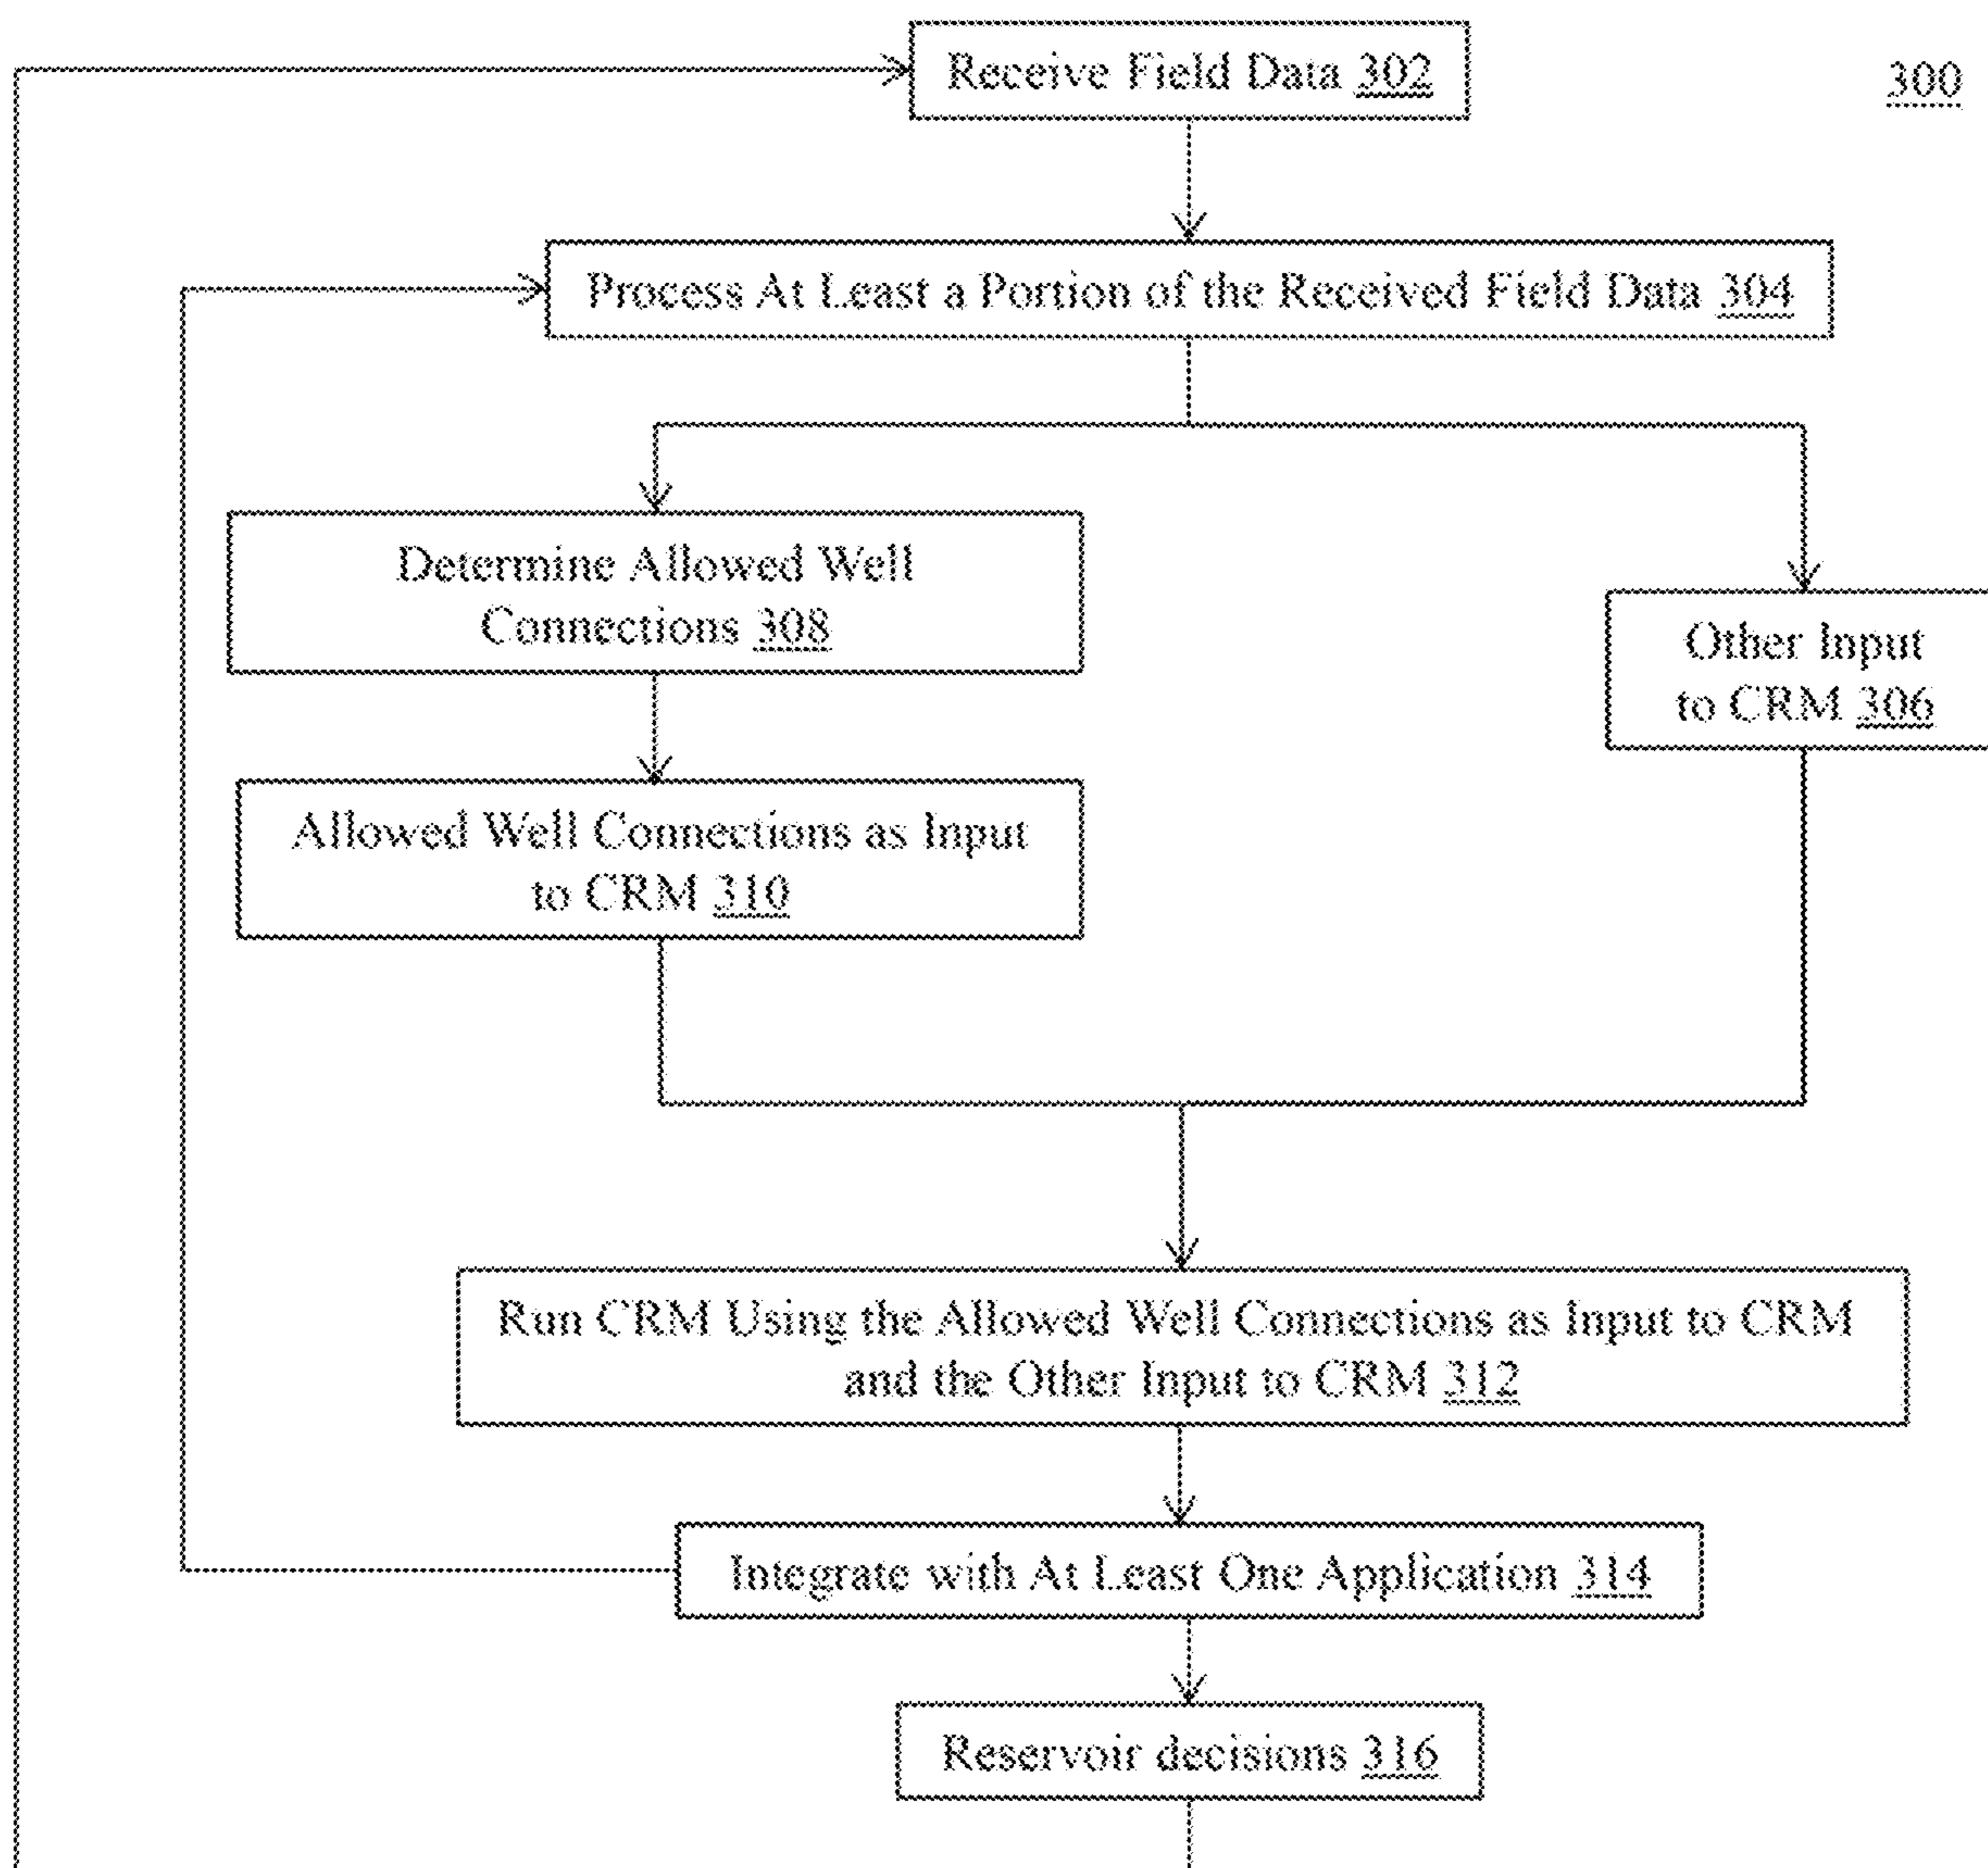 Receive Field Data 302
300
Process At Least a Portion of the Received Field Data 304
Determine Allowed Well
Connections 308
Other Input
to CRM 306
Allowed Well Connections as Input
to CRM 310
Run CRM Using the Allowed Well Connections as Input to CRM
and the Other Input to CRM 312
Integrate with At Least One Application 314
Reservoir decisions 316